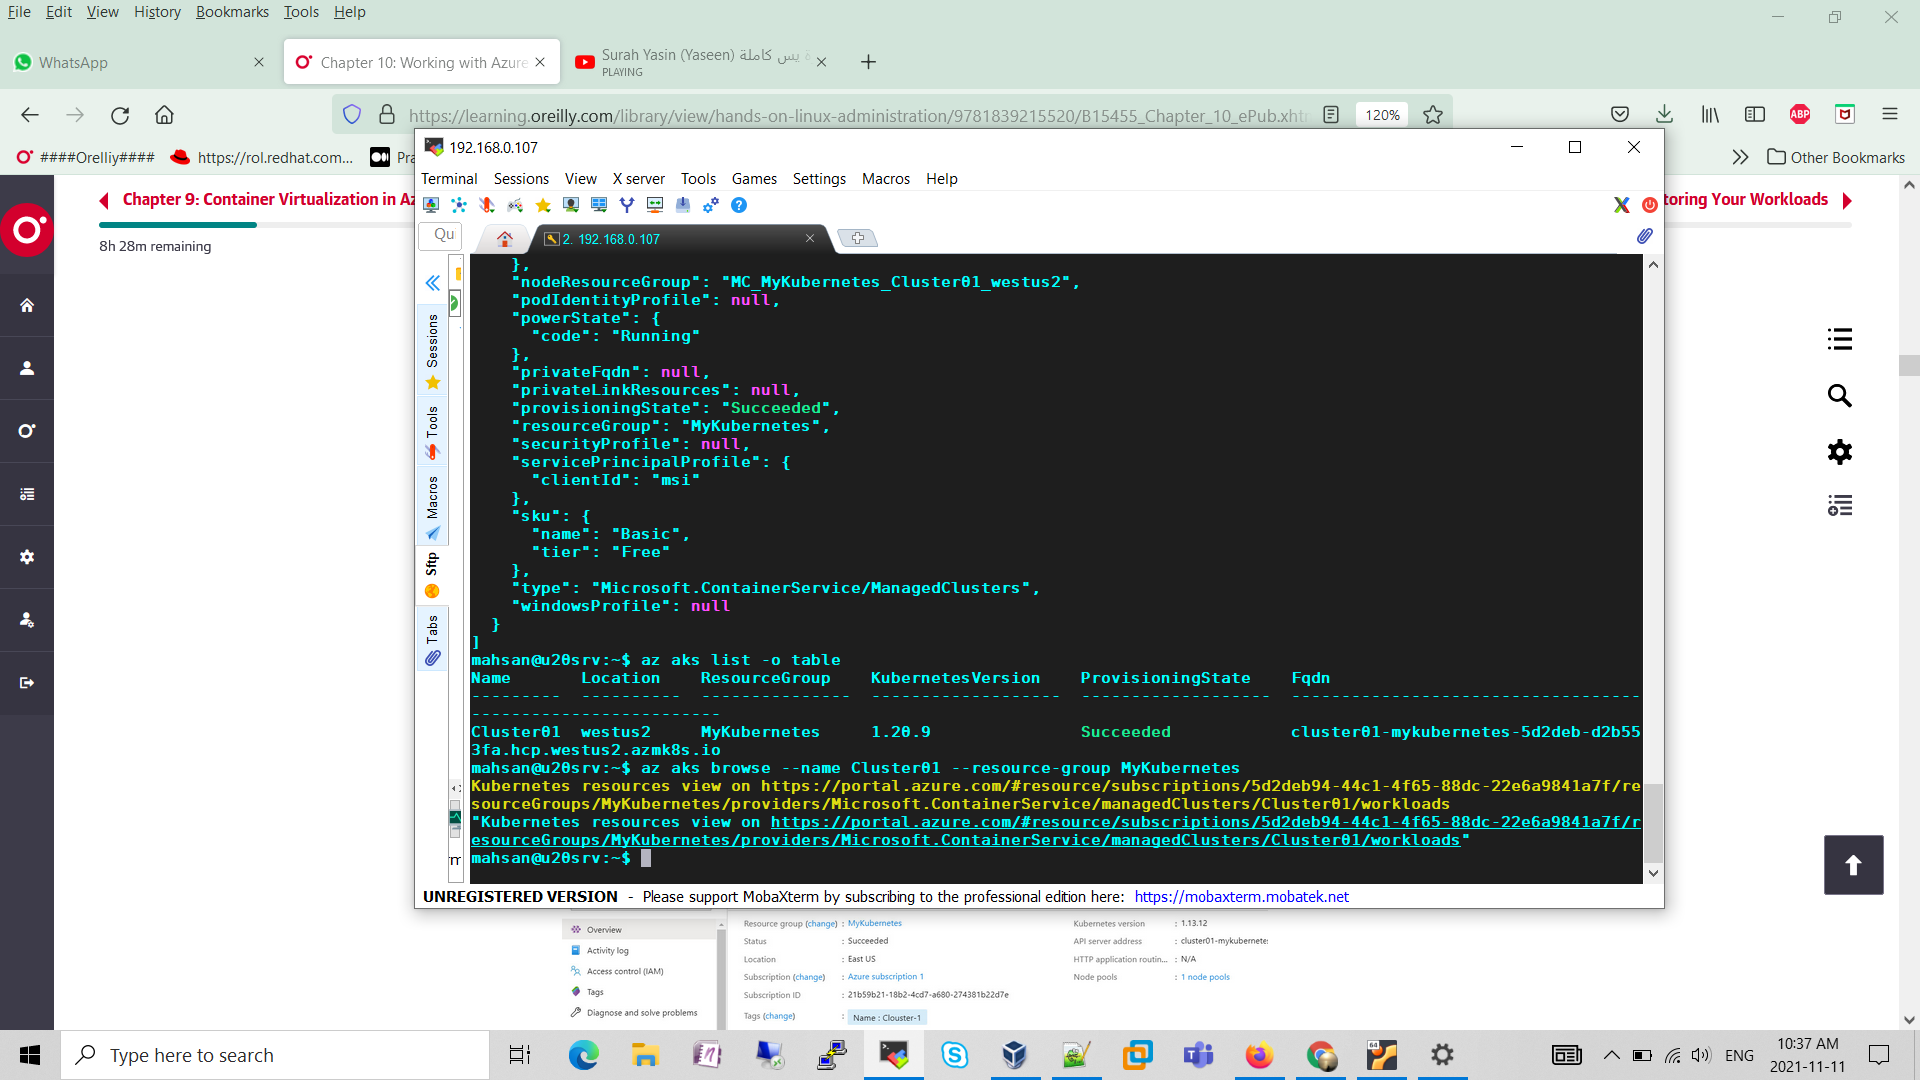 File Edit View History Bookmarks Tools Help
WhatsApp
Chapter 10: Working with Azure
Surah Yasin (Yaseen) ة يس كاملة
PLAYING
https://learning.oreilly.com/library/view/hands-on-linux-administration/9781839215520/B15455_Chapter_10_ePub.xhtm
120%
ABP
####Orelliy####
https://rol.redhat.com...
Pra
Other Bookmarks
Chapter 9: Container Virtualization in Az
toring Your Workloads
8h 28m remaining
192.168.0.107
Terminal Sessions View X server Tools Games Settings Macros Help
Qui
2. 192.168.0.107
Sessions
Tools
Macros
Sftp
Tabs
},
"nodeResourceGroup": "MC_MyKubernetes_Cluster01_westus2",
"podIdentityProfile": null,
"powerState": {
"code": "Running"
},
"privateFqdn": null,
"privateLinkResources": null,
"provisioningState": "Succeeded",
"resourceGroup": "MyKubernetes",
"securityProfile": null,
"servicePrincipalProfile": {
"clientId": "msi"
},
"sku": {
"name": "Basic",
"tier": "Free"
},
"type": "Microsoft.ContainerService/ManagedClusters",
"windowsProfile": null
}
]
mahsan@u20srv:~$ az aks list -o table
Name Location ResourceGroup KubernetesVersion ProvisioningState Fqdn
--------- ---------- --------------- ------------------- ------------------- -----------------------------------
-------------------------
Cluster01 westus2 MyKubernetes 1.20.9 Succeeded cluster01-mykubernetes-5d2deb-d2b55
3fa.hcp.westus2.azmk8s.io
mahsan@u20srv:~$ az aks browse --name Cluster01 --resource-group MyKubernetes
Kubernetes resources view on https://portal.azure.com/#resource/subscriptions/5d2deb94-44c1-4f65-88dc-22e6a9841a7f/re
sourceGroups/MyKubernetes/providers/Microsoft.ContainerService/managedClusters/Cluster01/workloads
"Kubernetes resources view on https://portal.azure.com/#resource/subscriptions/5d2deb94-44c1-4f65-88dc-22e6a9841a7f/r
esourceGroups/MyKubernetes/providers/Microsoft.ContainerService/managedClusters/Cluster01/workloads"
mahsan@u20srv:~$
UNREGISTERED VERSION - Please support MobaXterm by subscribing to the professional edition here: https://mobaxterm.mobatek.net
Overview
Activity log
Access control (IAM)
Tags
Diagnose and solve problems
Resource group (change) : MyKubernetes
Status : Succeeded
Location : East US
Subscription (change) : Azure subscription 1
Subscription ID : 21b59b21-18b2-4cd7-a680-274381b22d7e
Tags (change) : Name : Clouster-1
Kubernetes version : 1.13.12
API server address : cluster01-mykubernete:
HTTP application routin... : N/A
Node pools : 1 node pools
Type here to search
ENG
10:37 AM
2021-11-11